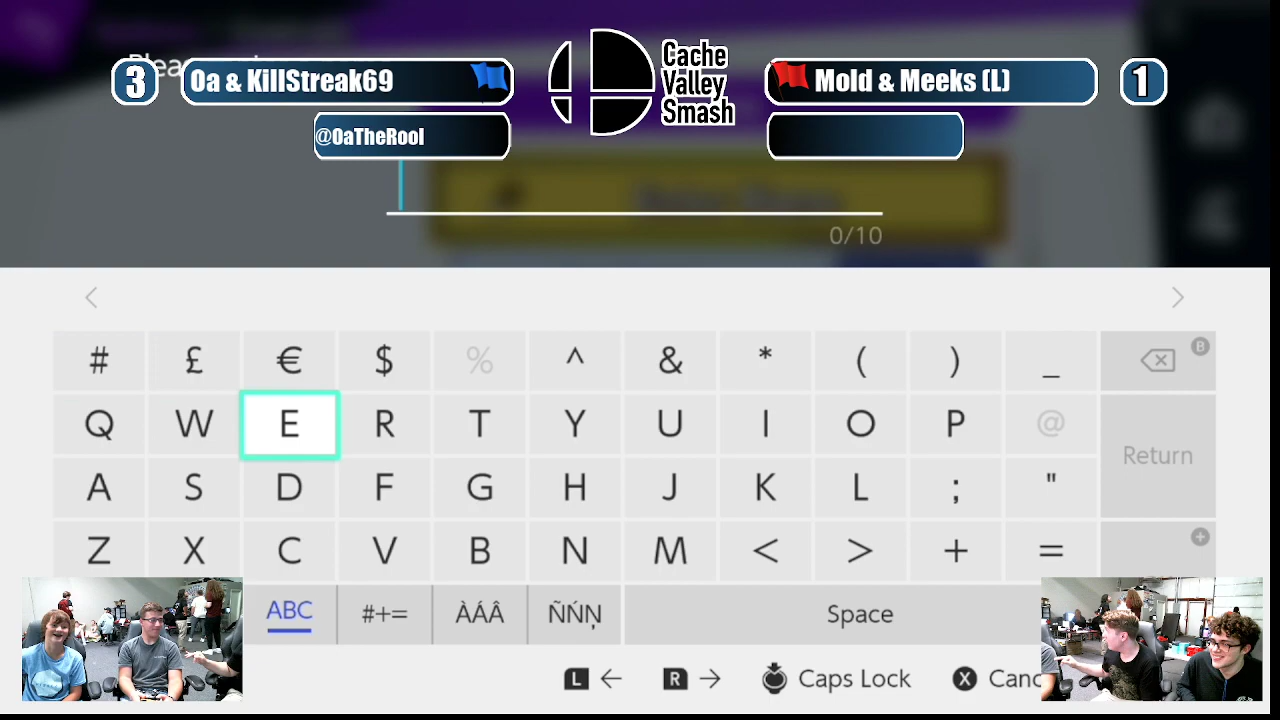 Please
3
Oa & KillStreak69
@OaTheRool
Cache
Valley
Smash
Mold & Meeks (L)
1
0/10
# £ € $ % ^ & * ( ) _
B
Q W E R T Y U I O P @
Return
A S D F G H J K L ; "
Z X C V B N M < > + =
ABC #+= ÀÁÂ ÑŃŅ Space
L ← R → Caps Lock X Canc